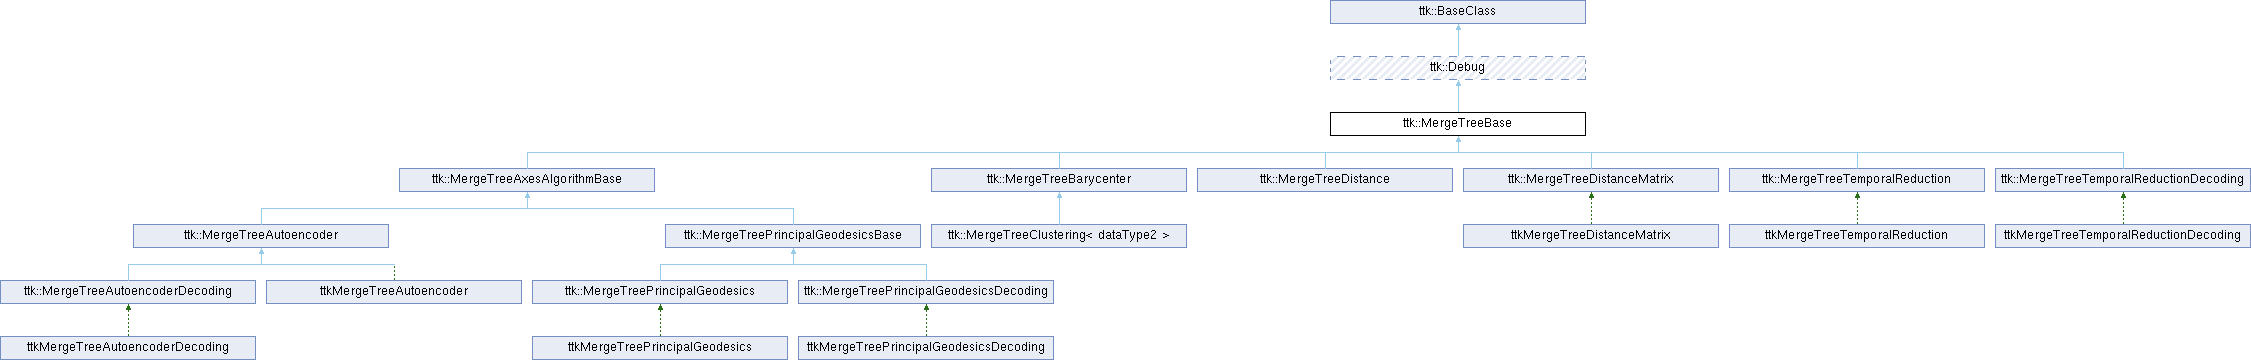 ttk::BaseClass
ttk::Debug
ttk::MergeTreeBase
ttk::MergeTreeAxesAlgorithmBase
ttk::MergeTreeBarycenter
ttk::MergeTreeDistance
ttk::MergeTreeDistanceMatrix
ttk::MergeTreeTemporalReduction
ttk::MergeTreeTemporalReductionDecoding
ttk::MergeTreeAutoencoder
ttk::MergeTreePrincipalGeodesicsBase
ttk::MergeTreeClustering< dataType2 >
ttkMergeTreeDistanceMatrix
ttkMergeTreeTemporalReduction
ttkMergeTreeTemporalReductionDecoding
ttk::MergeTreeAutoencoderDecoding
ttkMergeTreeAutoencoder
ttk::MergeTreePrincipalGeodesics
ttk::MergeTreePrincipalGeodesicsDecoding
ttkMergeTreeAutoencoderDecoding
ttkMergeTreePrincipalGeodesics
ttkMergeTreePrincipalGeodesicsDecoding